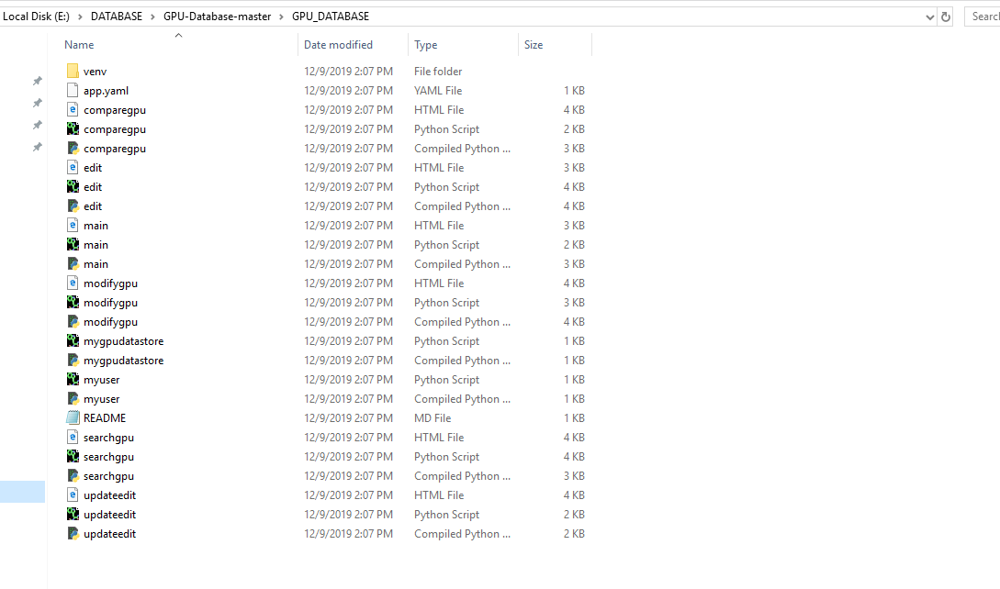 Local Disk (E:) > DATABASE > GPU-Database-master > GPU_DATABASE Search
Name Date modified Type Size
venv 12/9/2019 2:07 PM File folder
app.yaml 12/9/2019 2:07 PM YAML File 1 KB
comparegpu 12/9/2019 2:07 PM HTML File 4 KB
comparegpu 12/9/2019 2:07 PM Python Script 2 KB
comparegpu 12/9/2019 2:07 PM Compiled Python ... 3 KB
edit 12/9/2019 2:07 PM HTML File 3 KB
edit 12/9/2019 2:07 PM Python Script 4 KB
edit 12/9/2019 2:07 PM Compiled Python ... 4 KB
main 12/9/2019 2:07 PM HTML File 3 KB
main 12/9/2019 2:07 PM Python Script 2 KB
main 12/9/2019 2:07 PM Compiled Python ... 3 KB
modifygpu 12/9/2019 2:07 PM HTML File 4 KB
modifygpu 12/9/2019 2:07 PM Python Script 3 KB
modifygpu 12/9/2019 2:07 PM Compiled Python ... 4 KB
mygpudatastore 12/9/2019 2:07 PM Python Script 1 KB
mygpudatastore 12/9/2019 2:07 PM Compiled Python ... 1 KB
myuser 12/9/2019 2:07 PM Python Script 1 KB
myuser 12/9/2019 2:07 PM Compiled Python ... 1 KB
README 12/9/2019 2:07 PM MD File 1 KB
searchgpu 12/9/2019 2:07 PM HTML File 4 KB
searchgpu 12/9/2019 2:07 PM Python Script 4 KB
searchgpu 12/9/2019 2:07 PM Compiled Python ... 3 KB
updateedit 12/9/2019 2:07 PM HTML File 4 KB
updateedit 12/9/2019 2:07 PM Python Script 2 KB
updateedit 12/9/2019 2:07 PM Compiled Python ... 2 KB